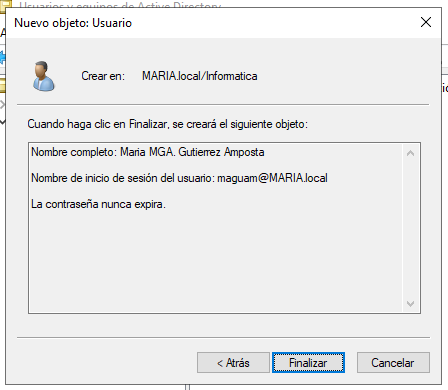 Usuarios y equipos de Active Directory
Nuevo objeto: Usuario
Crear en: MARIA.local/Informatica
Cuando haga clic en Finalizar, se creará el siguiente objeto:
Nombre completo: Maria MGA. Gutierrez Amposta
Nombre de inicio de sesión del usuario: maguam@MARIA.local
La contraseña nunca expira.
< Atrás
Finalizar
Cancelar